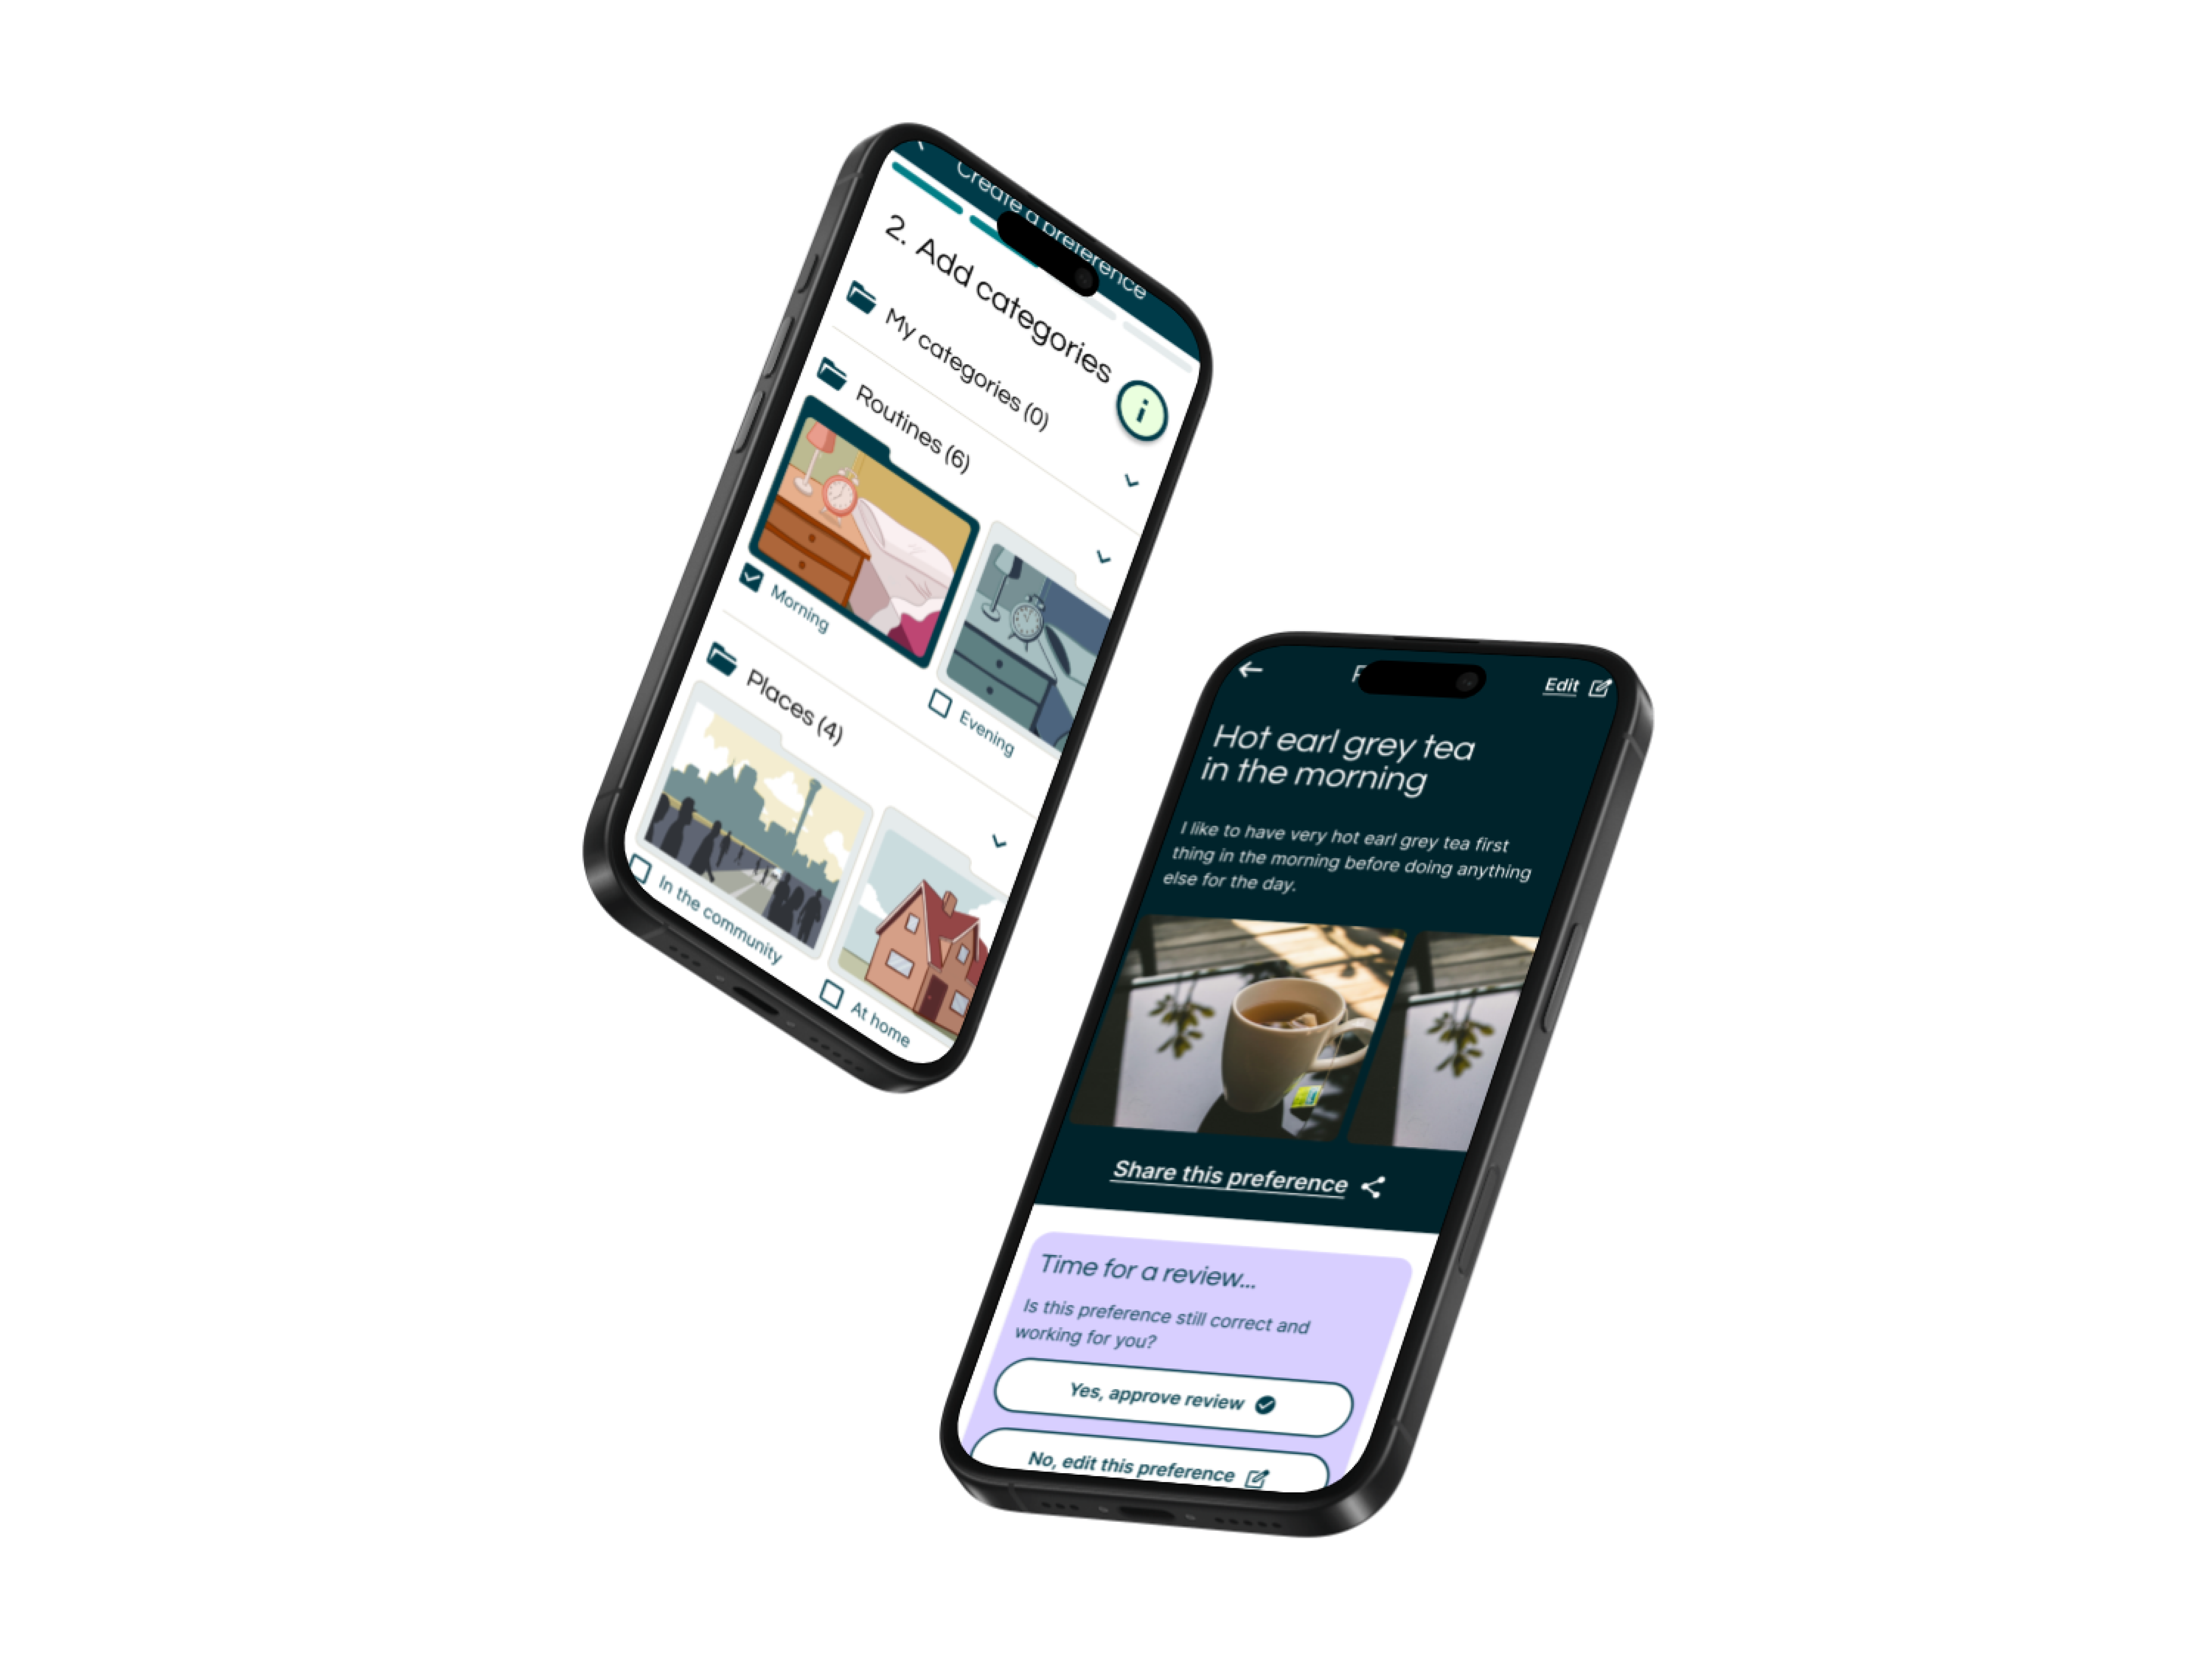 Create a preference
2. Add categories
My categories (0)
Routines (6)
Morning
Evening
Places (4)
In the community
At home
Edit
Hot earl grey tea
in the morning
I like to have very hot earl grey tea first
thing in the morning before doing anything
else for the day.
Share this preference
Time for a review...
Is this preference still correct and
working for you?
Yes, approve review
No, edit this preference